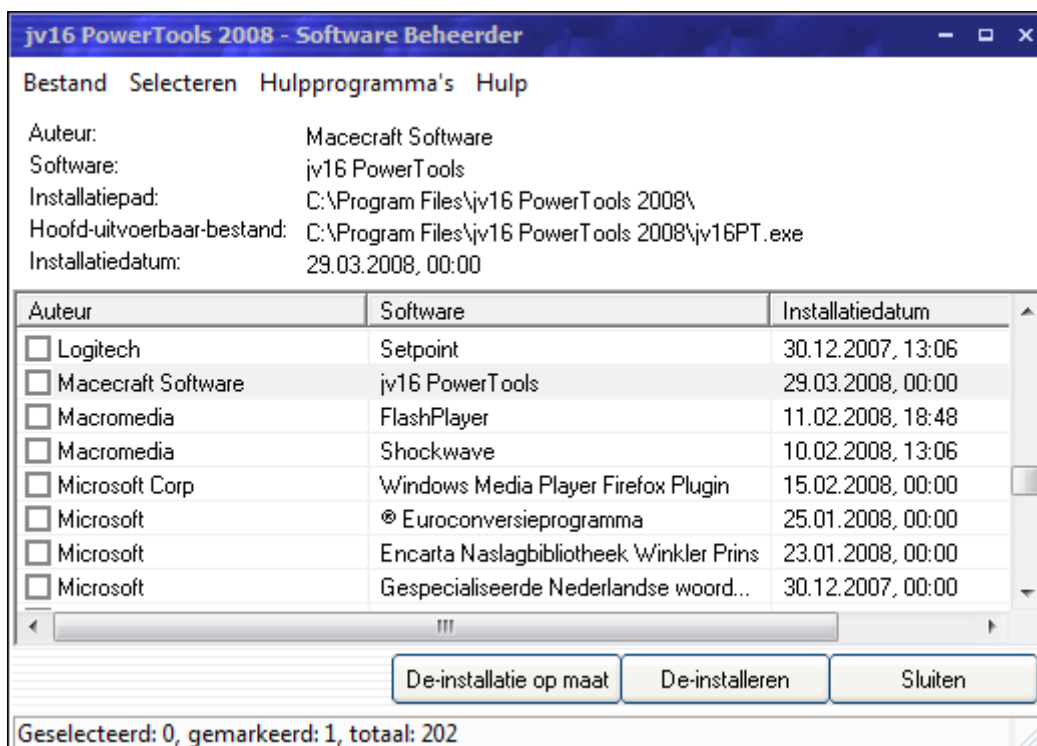 jv16 PowerTools 2008 - Software Beheerder
Bestand Selecteren Hulpprogramma's Hulp
Auteur: Macecraft Software
Software: jv16 PowerTools
Installatiepad: C:\Program Files\jv16 PowerTools 2008\
Hoofd-uitvoerbaar-bestand: C:\Program Files\jv16 PowerTools 2008\jv16PT.exe
Installatiedatum: 29.03.2008, 00:00
Auteur Software Installatiedatum
Logitech Setpoint 30.12.2007, 13:06
Macecraft Software jv16 PowerTools 29.03.2008, 00:00
Macromedia FlashPlayer 11.02.2008, 18:48
Macromedia Shockwave 10.02.2008, 13:06
Microsoft Corp Windows Media Player Firefox Plugin 15.02.2008, 00:00
Microsoft ® Euroconversieprogramma 25.01.2008, 00:00
Microsoft Encarta Naslagbibliotheek Winkler Prins 23.01.2008, 00:00
Microsoft Gespecialiseerde Nederlandse woord... 30.12.2007, 00:00
De-installatie op maat De-installeren Sluiten
Geselecteerd: 0, gemarkeerd: 1, totaal: 202